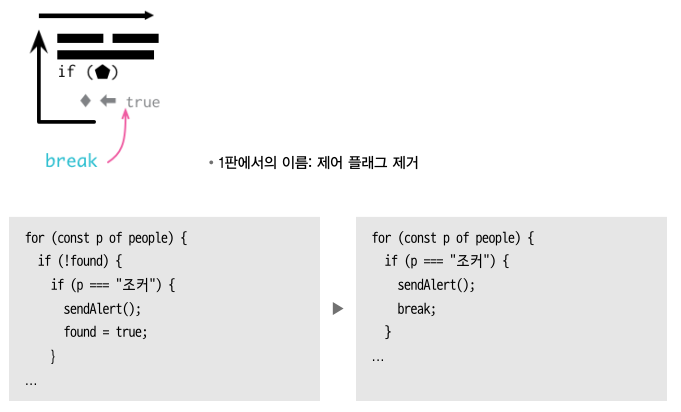 if (⬟)
♦ ⬅ true
break
• 1판에서의 이름: 제어 플래그 제거
for (const p of people) {
if (!found) {
if (p === "조커") {
sendAlert();
found = true;
}
...
▶
for (const p of people) {
if (p === "조커") {
sendAlert();
break;
}
...